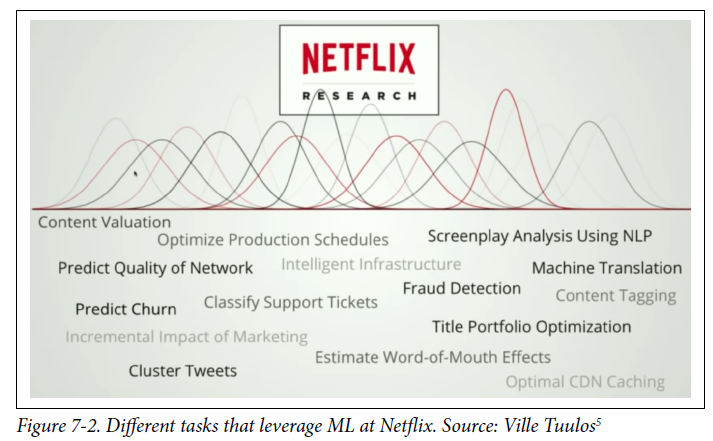 NETFLIX
RESEARCH
Content Valuation
Optimize Production Schedules
Screenplay Analysis Using NLP
Predict Quality of Network
Intelligent Infrastructure
Machine Translation
Fraud Detection
Content Tagging
Predict Churn
Classify Support Tickets
Incremental Impact of Marketing
Title Portfolio Optimization
Estimate Word-of-Mouth Effects
Cluster Tweets
Optimal CDN Caching
Figure 7-2. Different tasks that leverage ML at Netflix. Source: Ville Tuulos⁵